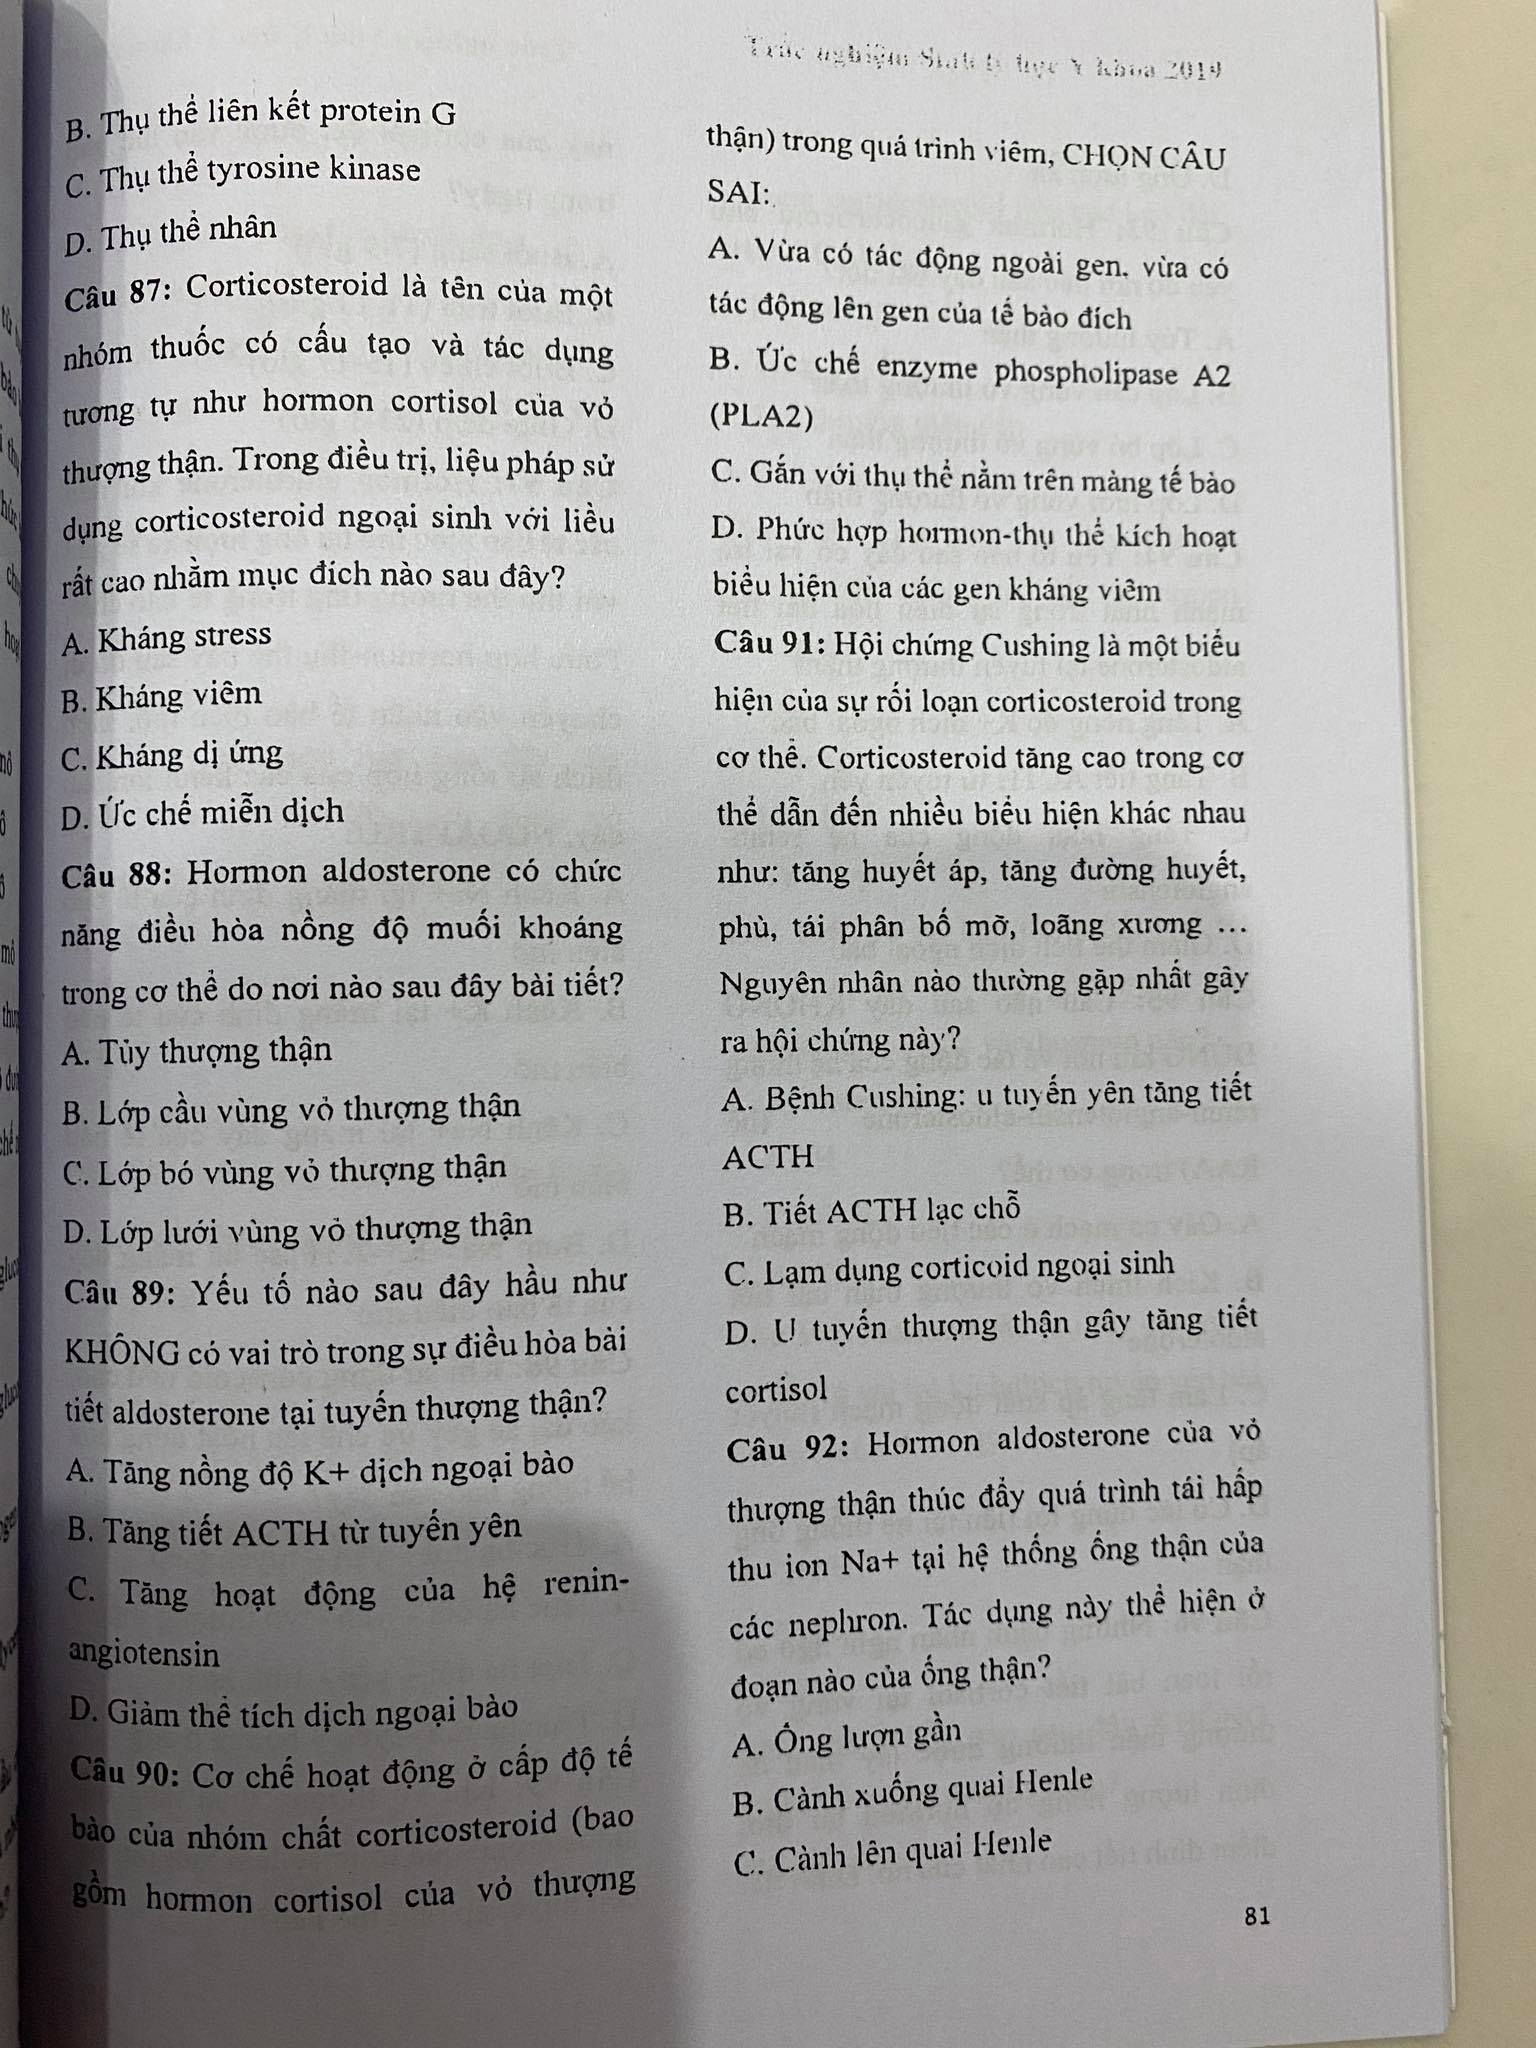 Trắc nghiệm Sinh lý học Y Khoa 2019
B. Thụ thể liên kết protein G
C. Thụ thể tyrosine kinase
D. Thụ thể nhân
Câu 87: Corticosteroid là tên của một
nhóm thuốc có cấu tạo và tác dụng
tương tự như hormon cortisol của vỏ
thượng thận. Trong điều trị, liệu pháp sử
dụng corticosteroid ngoại sinh với liều
rất cao nhằm mục đích nào sau đây?
A. Kháng stress
B. Kháng viêm
C. Kháng dị ứng
D. Ức chế miễn dịch
Câu 88: Hormon aldosterone có chức
năng điều hòa nồng độ muối khoáng
trong cơ thể do nơi nào sau đây bài tiết?
A. Tủy thượng thận
B. Lớp cầu vùng vỏ thượng thận
C. Lớp bó vùng vỏ thượng thận
D. Lớp lưới vùng vỏ thượng thận
Câu 89: Yếu tố nào sau đây hầu như
KHÔNG có vai trò trong sự điều hòa bài
tiết aldosterone tại tuyến thượng thận?
A. Tăng nồng độ K+ dịch ngoại bào
B. Tăng tiết ACTH từ tuyến yên
C. Tăng hoạt động của hệ renin-
angiotensin
D. Giảm thể tích dịch ngoại bào
Câu 90: Cơ chế hoạt động ở cấp độ tế
bào của nhóm chất corticosteroid (bao
gồm hormon cortisol của vỏ thượng
thận) trong quá trình viêm, CHỌN CÂU
SAI:
A. Vừa có tác động ngoài gen, vừa có
tác động lên gen của tế bào đích
B. Ức chế enzyme phospholipase A2
(PLA2)
C. Gắn với thụ thể nằm trên màng tế bào
D. Phức hợp hormon-thụ thể kích hoạt
biểu hiện của các gen kháng viêm
Câu 91: Hội chứng Cushing là một biểu
hiện của sự rối loạn corticosteroid trong
cơ thể. Corticosteroid tăng cao trong cơ
thể dẫn đến nhiều biểu hiện khác nhau
như: tăng huyết áp, tăng đường huyết,
phù, tái phân bố mỡ, loãng xương ...
Nguyên nhân nào thường gặp nhất gây
ra hội chứng này?
A. Bệnh Cushing: u tuyến yên tăng tiết
ACTH
B. Tiết ACTH lạc chỗ
C. Lạm dụng corticoid ngoại sinh
D. U tuyến thượng thận gây tăng tiết
cortisol
Câu 92: Hormon aldosterone của vỏ
thượng thận thúc đẩy quá trình tái hấp
thu ion Na+ tại hệ thống ống thận của
các nephron. Tác dụng này thể hiện ở
đoạn nào của ống thận?
A. Ống lượn gần
B. Cành xuống quai Henle
C. Cành lên quai Henle
81